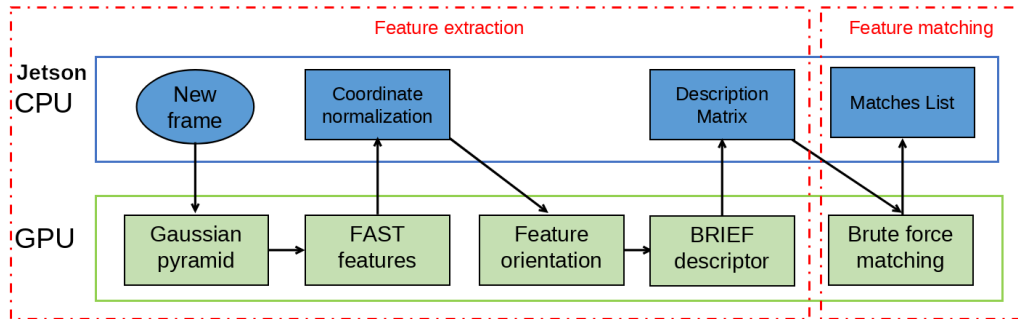 Feature extraction
Feature matching
Jetson
CPU
New
frame
Coordinate
normalization
Description
Matrix
Matches List
GPU
Gaussian
pyramid
FAST
features
Feature
orientation
BRIEF
descriptor
Brute force
matching